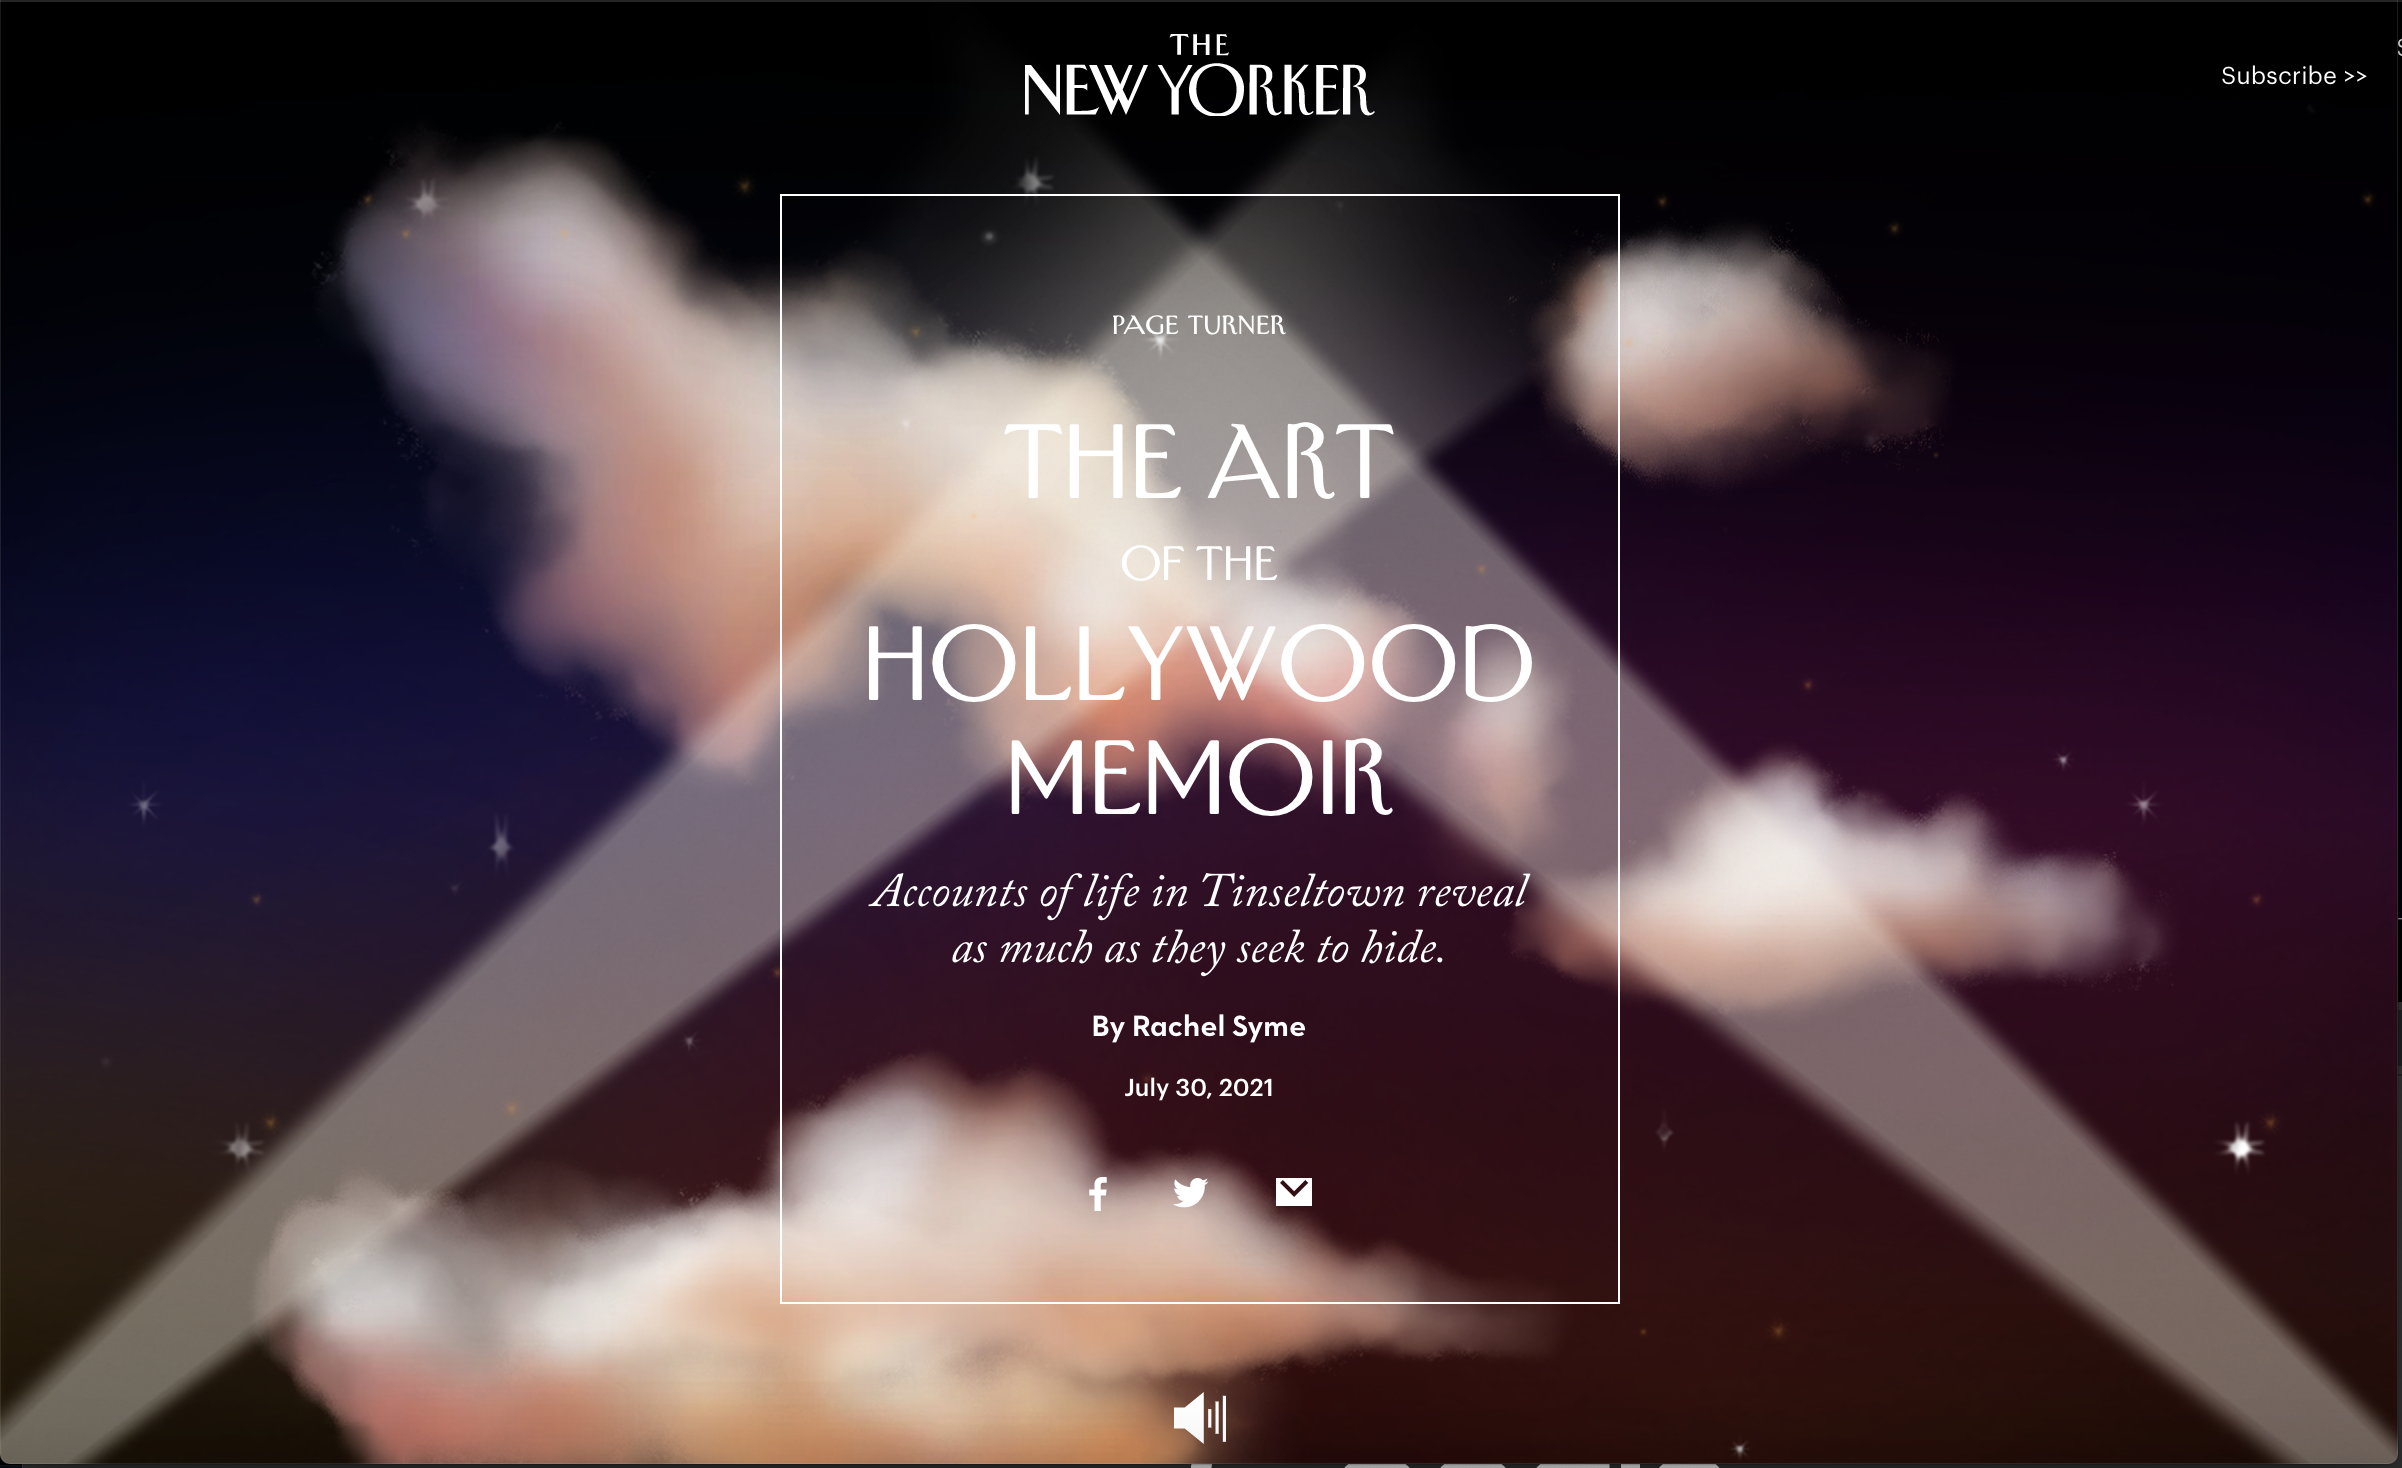 THE
NEW YORKER
Subscribe >>
PAGE TURNER
THE ART
OF THE
HOLLYWOOD
MEMOIR
Accounts of life in Tinseltown reveal
as much as they seek to hide.
By Rachel Syme
July 30, 2021